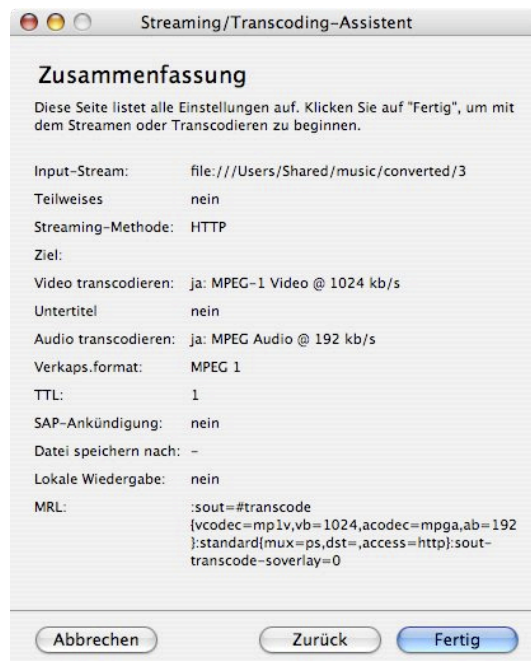 Streaming/Transcoding-Assistent
Zusammenfassung
Diese Seite listet alle Einstellungen auf. Klicken Sie auf "Fertig", um mit
dem Streamen oder Transcodieren zu beginnen.
Input-Stream: file:///Users/Shared/music/converted/3
Teilweises nein
Streaming-Methode: HTTP
Ziel:
Video transcodieren: ja: MPEG-1 Video @ 1024 kb/s
Untertitel nein
Audio transcodieren: ja: MPEG Audio @ 192 kb/s
Verkaps.format: MPEG 1
TTL: 1
SAP-Ankündigung: nein
Datei speichern nach: -
Lokale Wiedergabe: nein
MRL: :sout=#transcode
{vcodec=mp1v,vb=1024,acodec=mpga,ab=192
}:standard{mux=ps,dst=,access=http}:sout-
transcode-soverlay=0
Abbrechen Zurück Fertig